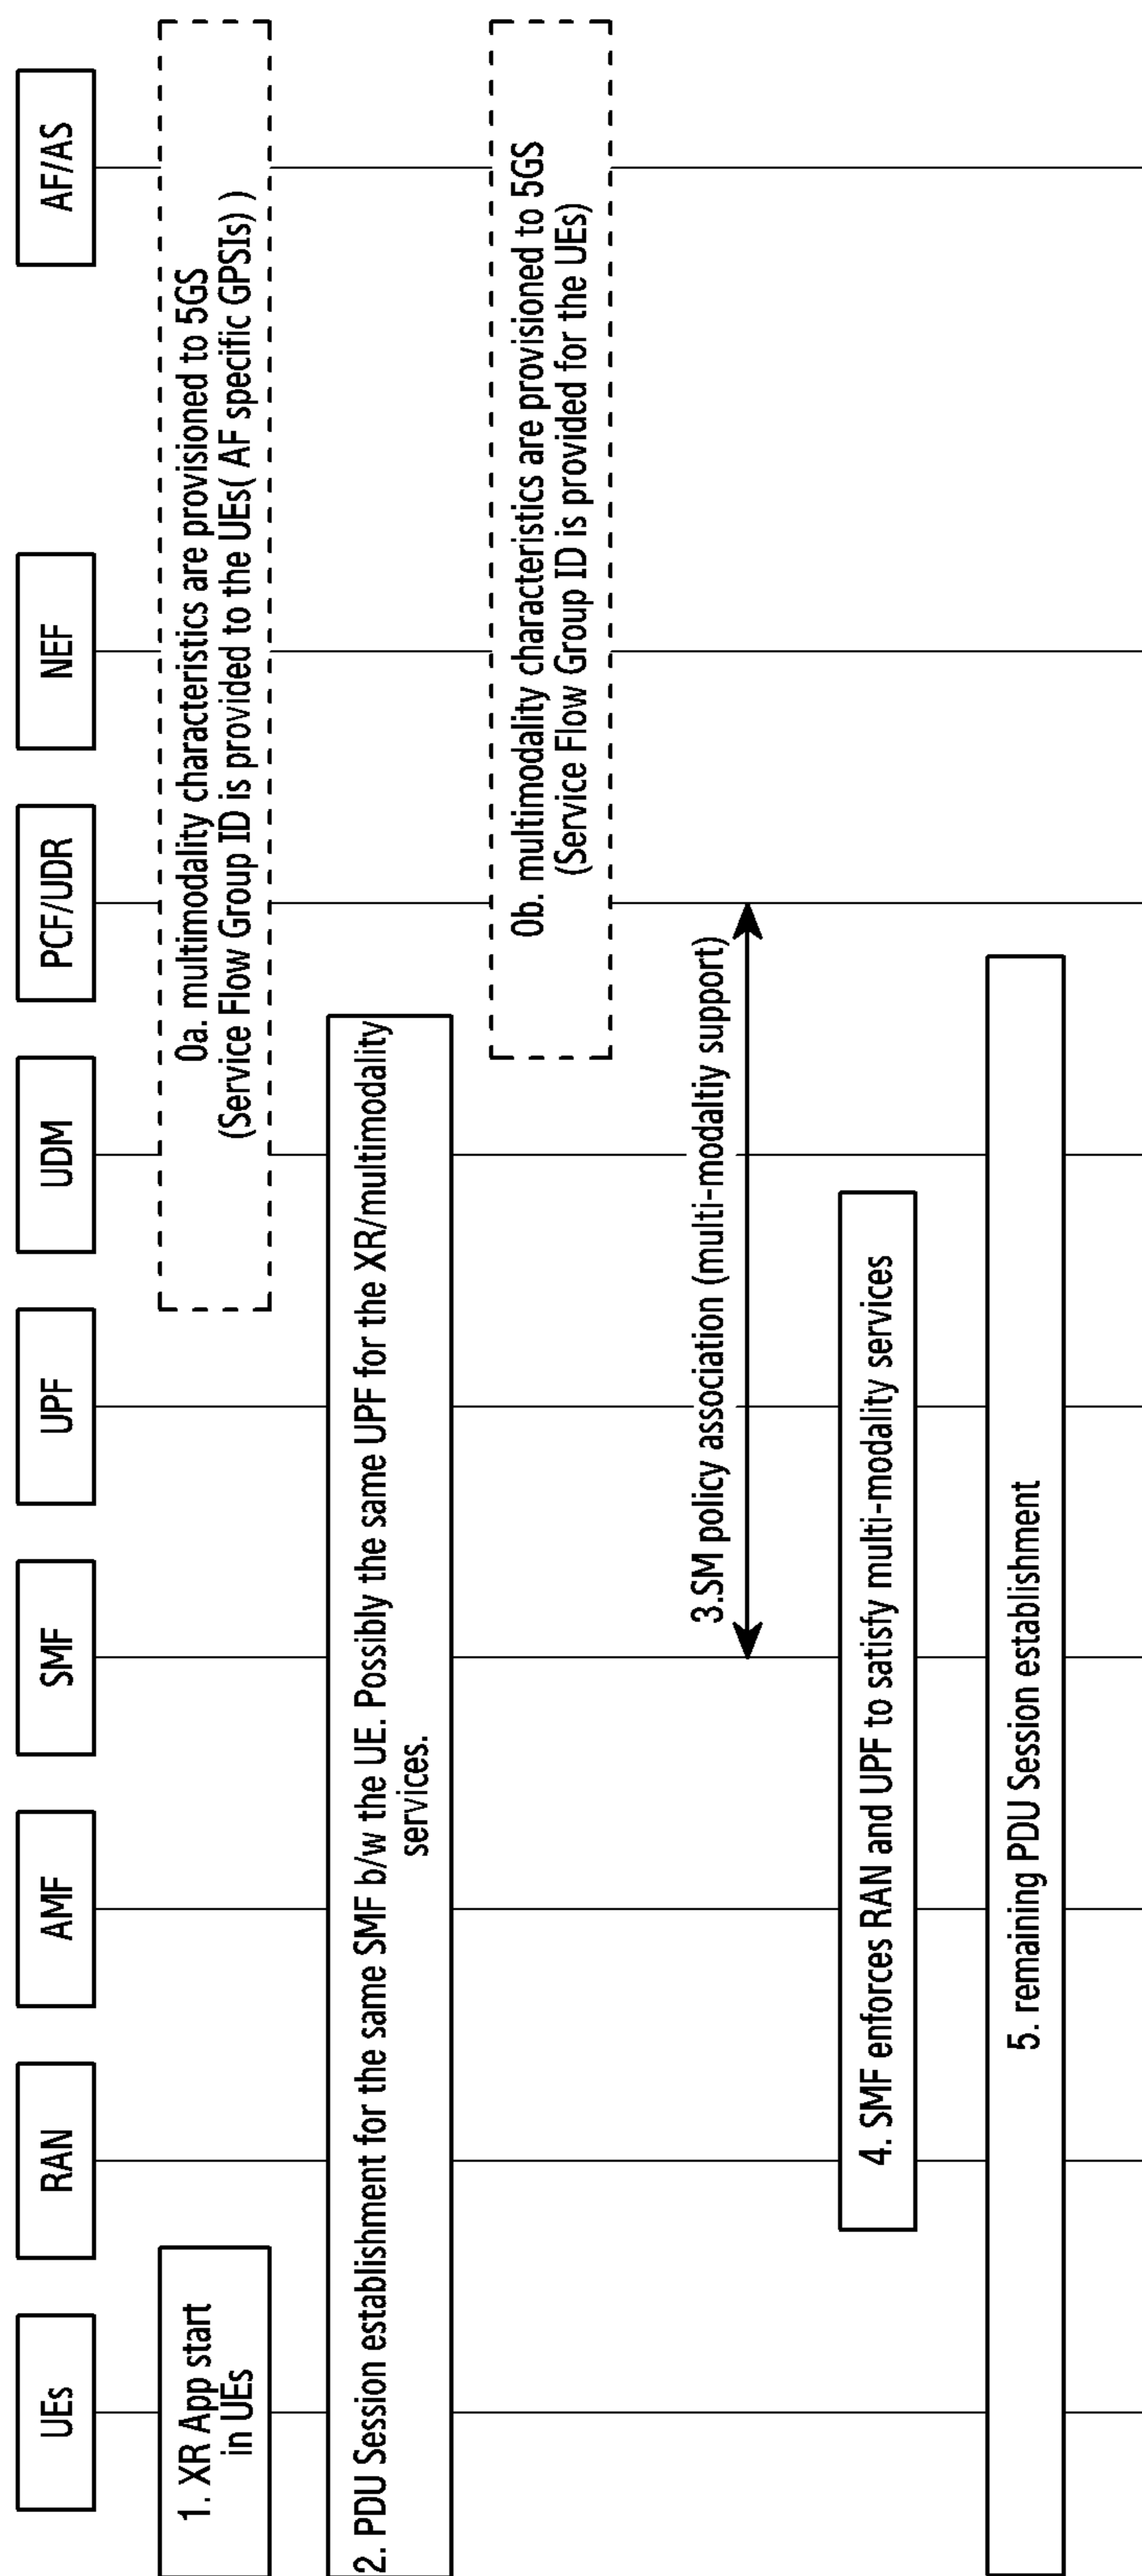 UEs
RAN
AMF
SMF
UPF
UDM
PCF/UDR
NEF
AF/AS
1. XR App start
in UEs
0a. multimodality characteristics are provisioned to 5GS
(Service Flow Group ID is provided to the UEs( AF specific GPSIs) )
2. PDU Session establishment for the same SMF b/w the UE. Possibly the same UPF for the XR/multimodality
services.
0b. multimodality characteristics are provisioned to 5GS
(Service Flow Group ID is provided for the UEs)
3.SM policy association (multi-modaltiy support)
4. SMF enforces RAN and UPF to satisfy multi-modality services
5. remaining PDU Session establishment